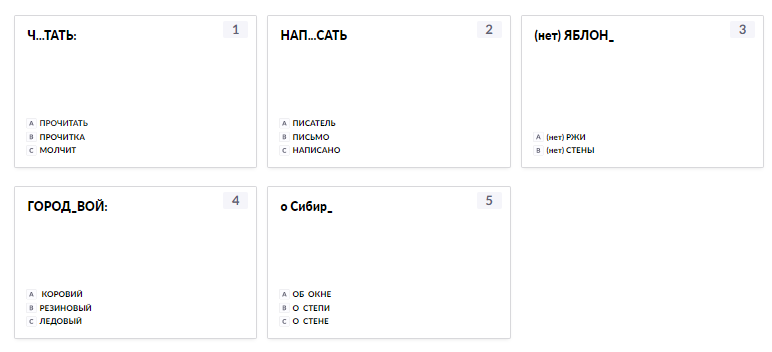 Ч...ТАТЬ:
1
A ПРОЧИТАТЬ
B ПРОЧИТКА
C МОЛЧИТ
НАП...САТЬ
2
A ПИСАТЕЛЬ
B ПИСЬМО
C НАПИСАНО
(нет) ЯБЛОН_
3
A (нет) РЖИ
B (нет) СТЕНЫ
ГОРОД_ВОЙ:
4
A КОРОВИЙ
B РЕЗИНОВЫЙ
C ЛЕДОВЫЙ
о Сибир_
5
A ОБ ОКНЕ
B О СТЕПИ
C О СТЕНЕ